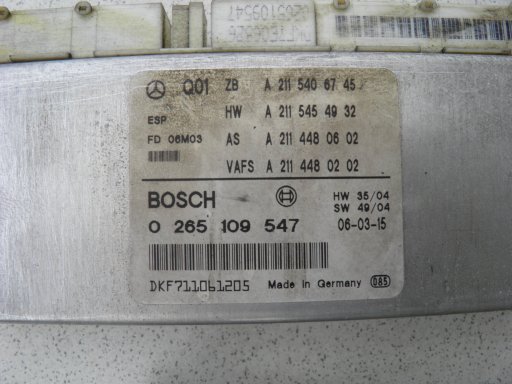 0265109547
Q01 ZB A 211 540 67 45
HW A 211 545 49 32
ESP
FD 06M03 AS A 211 448 06 02
VAFS A 211 448 02 02
BOSCH HW 35/04
SW 49/04
0 265 109 547 06-03-15
DKF711061205 Made in Germany 085